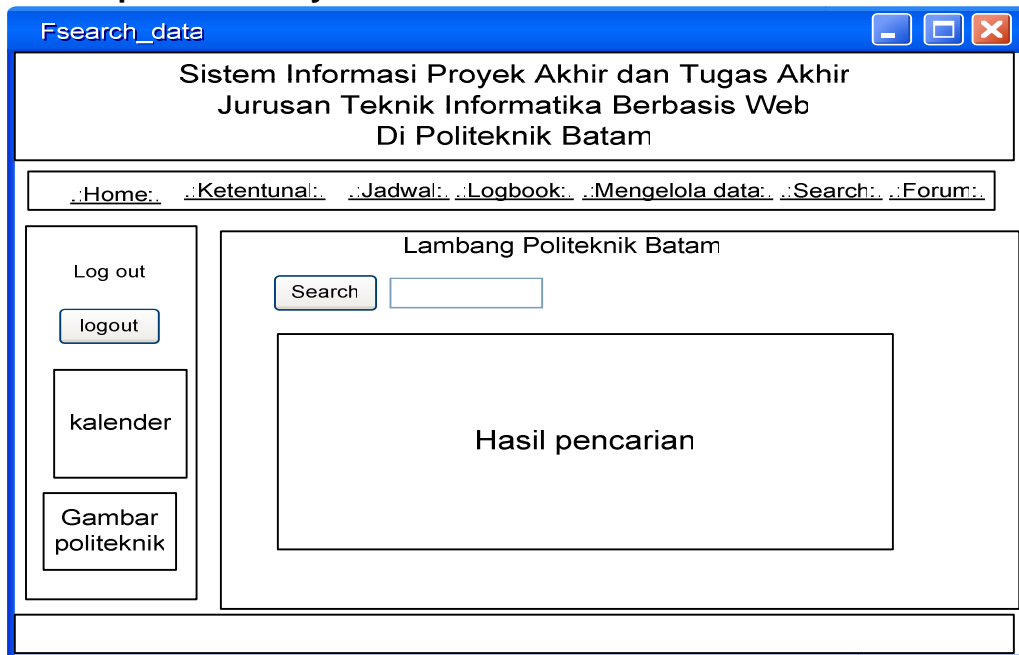 Fsearch_data
Sistem Informasi Proyek Akhir dan Tugas Akhir
Jurusan Teknik Informatika Berbasis Web
Di Politeknik Batam
.:Home:. .:Ketentunal:. .:Jadwal:. .:Logbook:. .:Mengelola data:. .:Search:. .:Forum:.
Log out
logout
kalender
Gambar
politeknik
Lambang Politeknik Batam
Search
Hasil pencarian